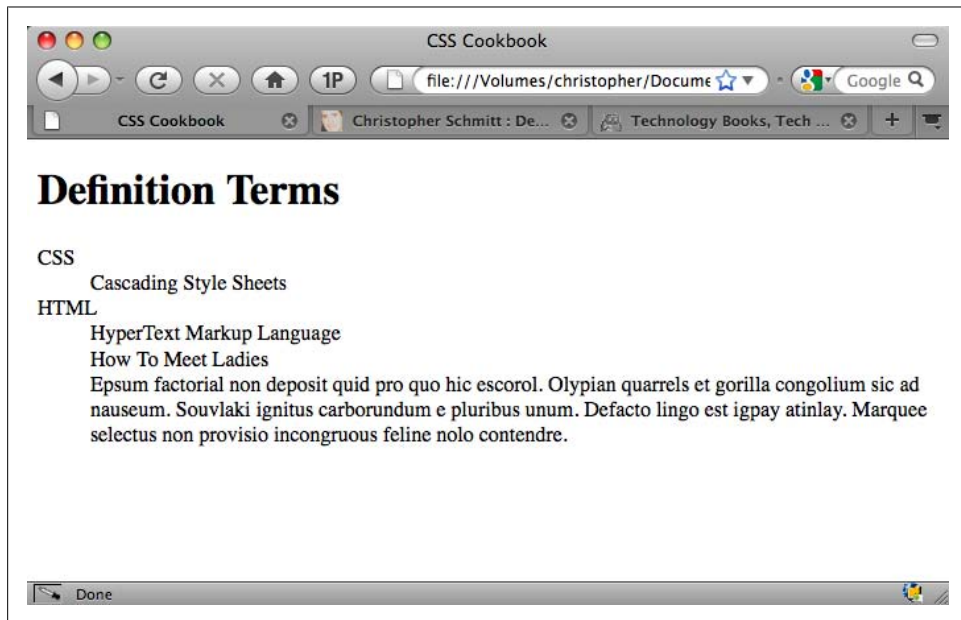 CSS Cookbook
1P
file:///Volumes/christopher/Docume
Google
CSS Cookbook
Christopher Schmitt : De...
Technology Books, Tech ...
Definition Terms
CSS
Cascading Style Sheets
HTML
HyperText Markup Language
How To Meet Ladies
Epsum factorial non deposit quid pro quo hic escorol. Olypian quarrels et gorilla congolium sic ad
nauseum. Souvlaki ignitus carborundum e pluribus unum. Defacto lingo est igpay atinlay. Marquee
selectus non provisio incongruous feline nolo contendre.
Done